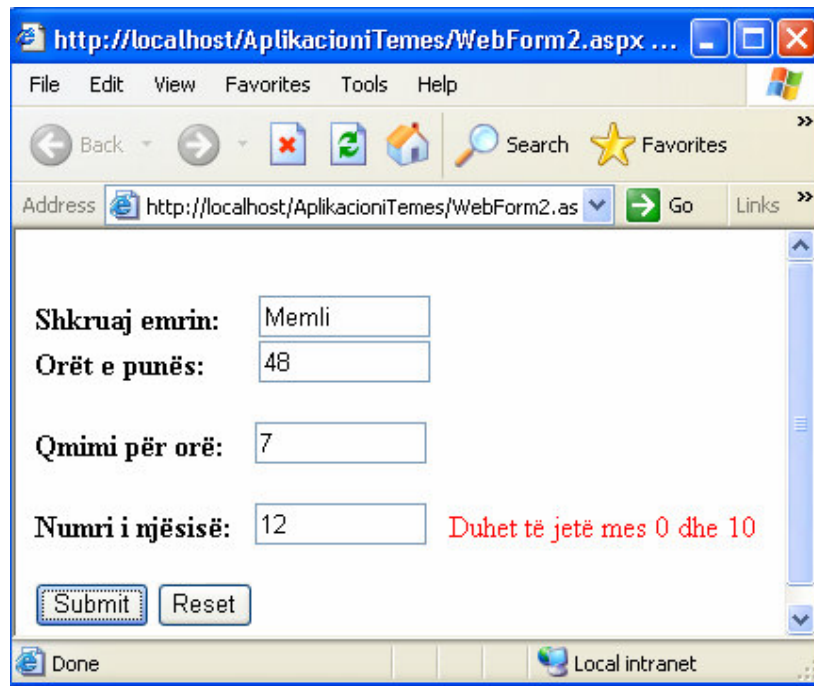 http://localhost/AplikacioniTemes/WebForm2.aspx ...
File Edit View Favorites Tools Help
Back Search Favorites »
Address http://localhost/AplikacioniTemes/WebForm2.as Go Links »
Shkruaj emrin: Memli
Orët e punës: 48
Qmimi për orë: 7
Numri i njësisë: 12 Duhet të jetë mes 0 dhe 10
Submit Reset
Done Local intranet